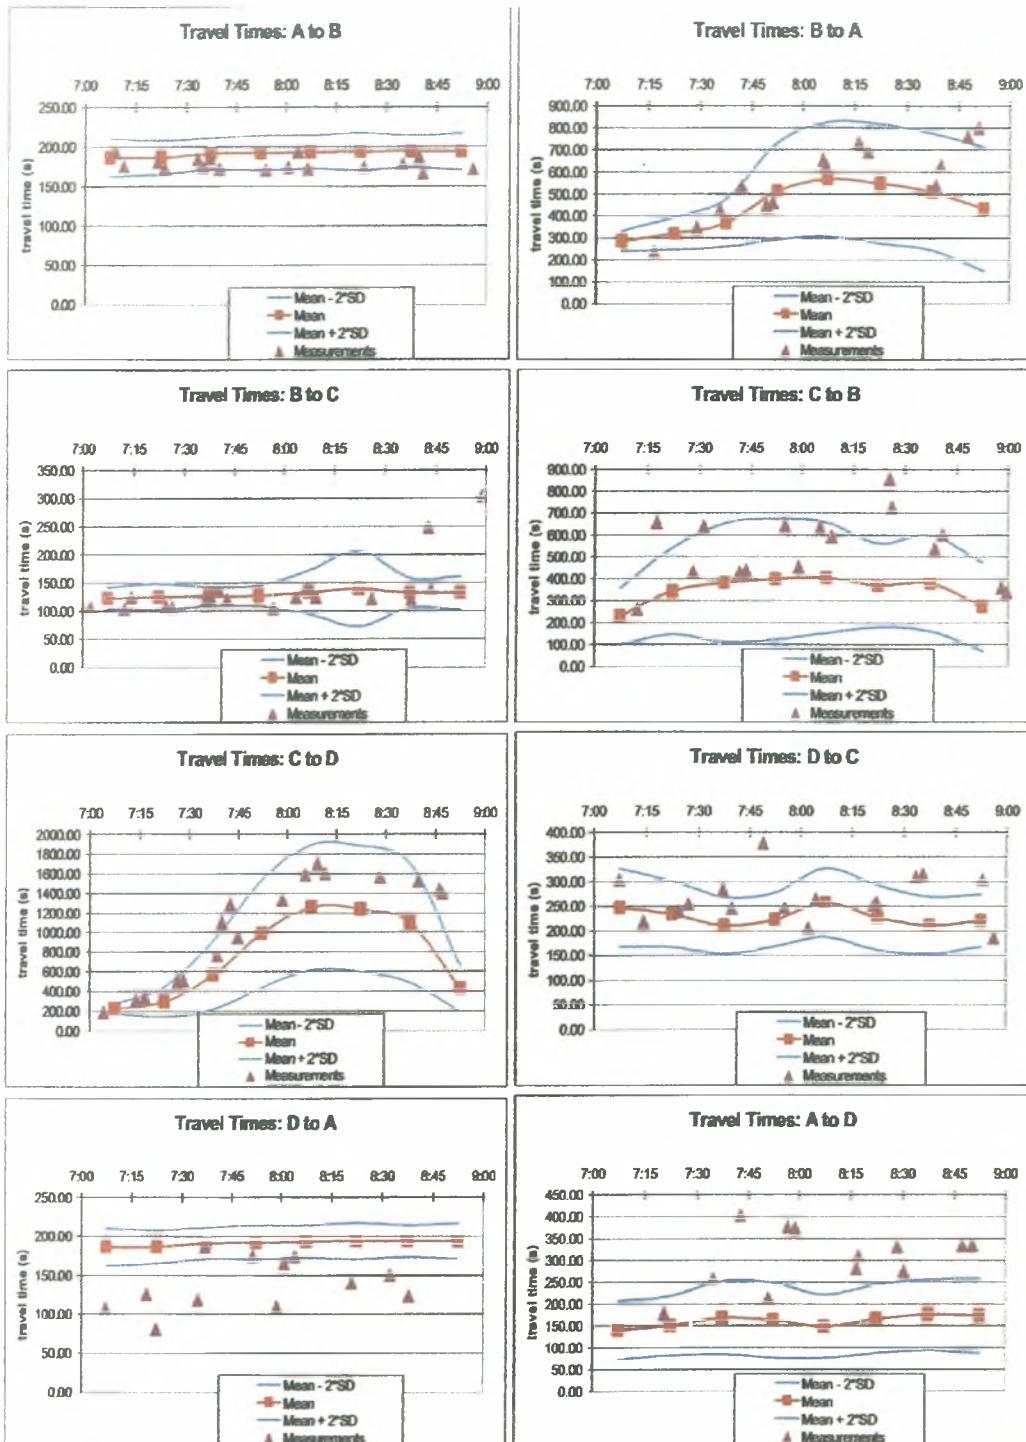 Travel Times: A to B
7:00 7:15 7:30 7:45 8:00 8:15 8:30 8:45 9:00
250.00
200.00
150.00
100.00
50.00
0.00
travel time (s)
Mean - 2*SD
Mean
Mean + 2*SD
Measurements
Travel Times: B to A
7:00 7:15 7:30 7:45 8:00 8:15 8:30 8:45 9:00
900.00
800.00
700.00
600.00
500.00
400.00
300.00
200.00
100.00
0.00
travel time (s)
Mean - 2*SD
Mean
Mean + 2*SD
Measurements
Travel Times: B to C
7:00 7:15 7:30 7:45 8:00 8:15 8:30 8:45 9:00
350.00
300.00
250.00
200.00
150.00
100.00
50.00
0.00
travel time (s)
Mean - 2*SD
Mean
Mean + 2*SD
Measurements
Travel Times: C to B
7:00 7:15 7:30 7:45 8:00 8:15 8:30 8:45 9:00
900.00
800.00
700.00
600.00
500.00
400.00
300.00
200.00
100.00
0.00
travel time (s)
Mean - 2*SD
Mean
Mean + 2*SD
Measurements
Travel Times: C to D
7:00 7:15 7:30 7:45 8:00 8:15 8:30 8:45 9:00
2000.00
1800.00
1600.00
1400.00
1200.00
1000.00
800.00
600.00
400.00
200.00
0.00
travel time (s)
Mean - 2*SD
Mean
Mean + 2*SD
Measurements
Travel Times: D to C
7:00 7:15 7:30 7:45 8:00 8:15 8:30 8:45 9:00
400.00
350.00
300.00
250.00
200.00
150.00
100.00
50.00
0.00
travel time (s)
Mean - 2*SD
Mean
Mean + 2*SD
Measurements
Travel Times: D to A
7:00 7:15 7:30 7:45 8:00 8:15 8:30 8:45 9:00
250.00
200.00
150.00
100.00
50.00
0.00
travel time (s)
Mean - 2*SD
Mean
Mean + 2*SD
Measurements
Travel Times: A to D
7:00 7:15 7:30 7:45 8:00 8:15 8:30 8:45 9:00
450.00
400.00
350.00
300.00
250.00
200.00
150.00
100.00
50.00
0.00
travel time (s)
Mean - 2*SD
Mean
Mean + 2*SD
Measurements